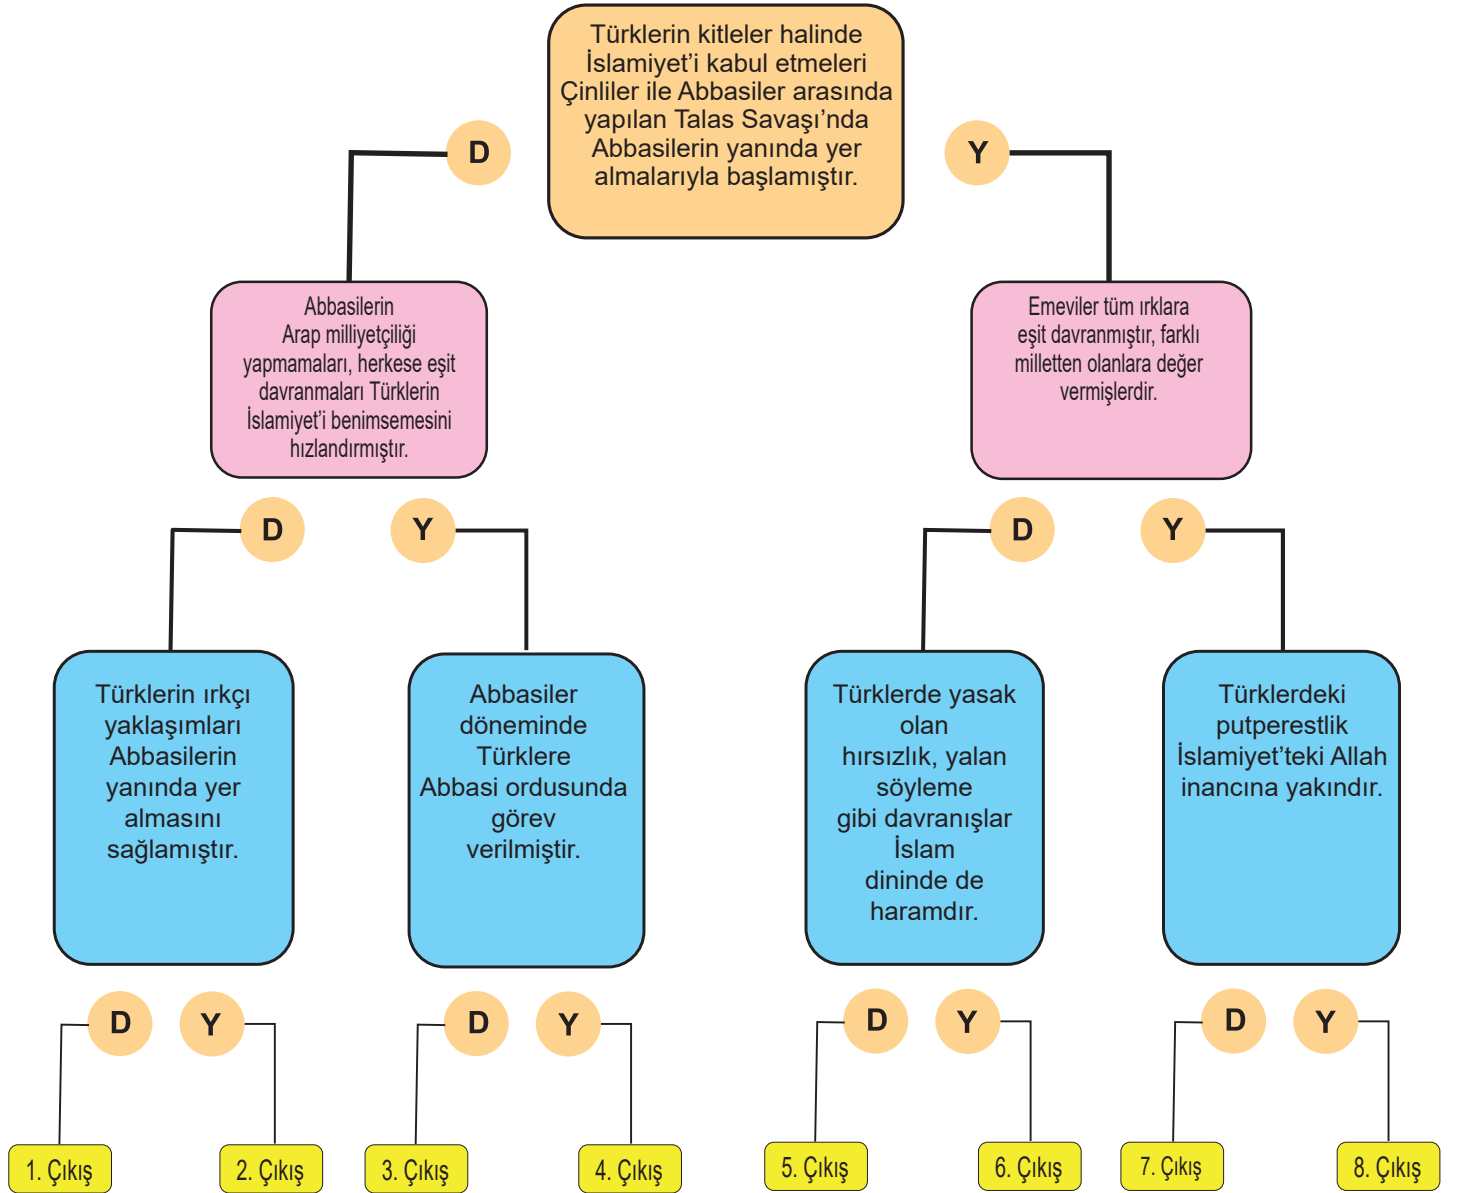 Türklerin kitleler halinde
İslamiyet’i kabul etmeleri
Çinliler ile Abbasiler arasında
yapılan Talas Savaşı’nda
Abbasilerin yanında yer
almalarıyla başlamıştır.
D
Y
Abbasilerin
Arap milliyetçiliği
yapmamaları, herkese eşit
davranmaları Türklerin
İslamiyet’i benimsemesini
hızlandırmıştır.
Emeviler tüm ırklara
eşit davranmıştır, farklı
milletten olanlara değer
vermişlerdir.
D
Y
D
Y
Türklerin ırkçı
yaklaşımları
Abbasilerin
yanında yer
almasını
sağlamıştır.
Abbasiler
döneminde
Türklere
Abbasi ordusunda
görev
verilmiştir.
Türklerde yasak
olan
hırsızlık, yalan
söyleme
gibi davranışlar
İslam
dininde de
haramdır.
Türklerdeki
putperestlik
İslamiyet’teki Allah
inancına yakındır.
D
Y
D
Y
D
Y
D
Y
1. Çıkış
2. Çıkış
3. Çıkış
4. Çıkış
5. Çıkış
6. Çıkış
7. Çıkış
8. Çıkış